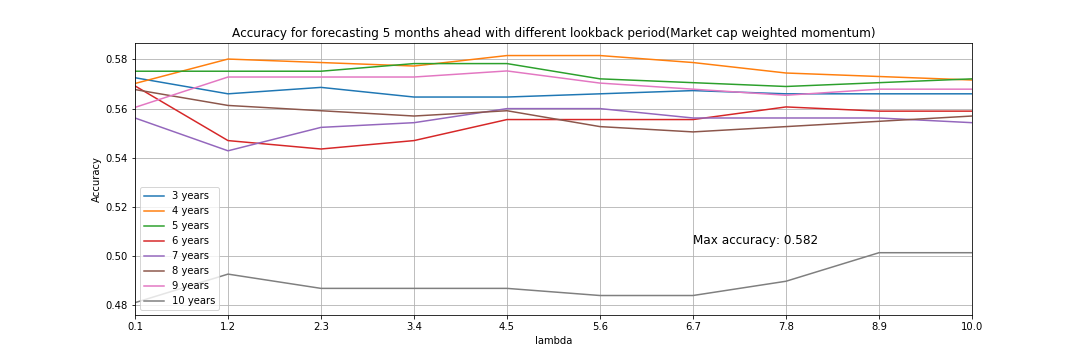 Accuracy for forecasting 5 months ahead with different lookback period(Market cap weighted momentum)
Accuracy
0.58
0.56
0.54
0.52
0.50
0.48
3 years
4 years
5 years
6 years
7 years
8 years
9 years
10 years
Max accuracy: 0.582
0.1 1.2 2.3 3.4 4.5 5.6 6.7 7.8 8.9 10.0
lambda